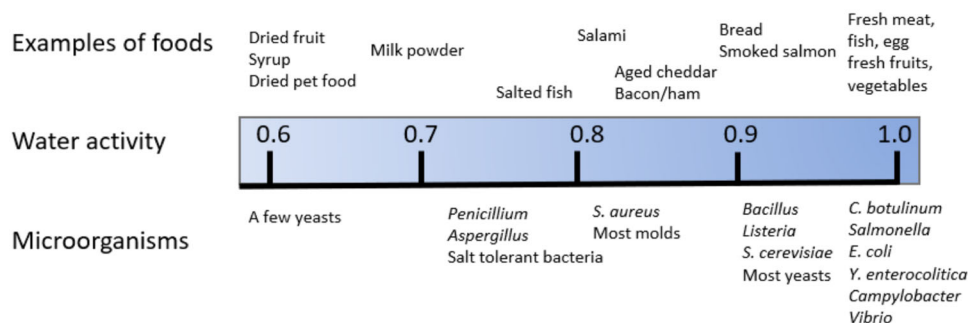 Examples of foods
Dried fruit
Syrup
Dried pet food
Milk powder
Salted fish
Salami
Aged cheddar
Bacon/ham
Bread
Smoked salmon
Fresh meat,
fish, egg
fresh fruits,
vegetables
Water activity
0.6 0.7 0.8 0.9 1.0
Microorganisms
A few yeasts
Penicillium
Aspergillus
Salt tolerant bacteria
S. aureus
Most molds
Bacillus
Listeria
S. cerevisiae
Most yeasts
C. botulinum
Salmonella
E. coli
Y. enterocolitica
Campylobacter
Vibrio